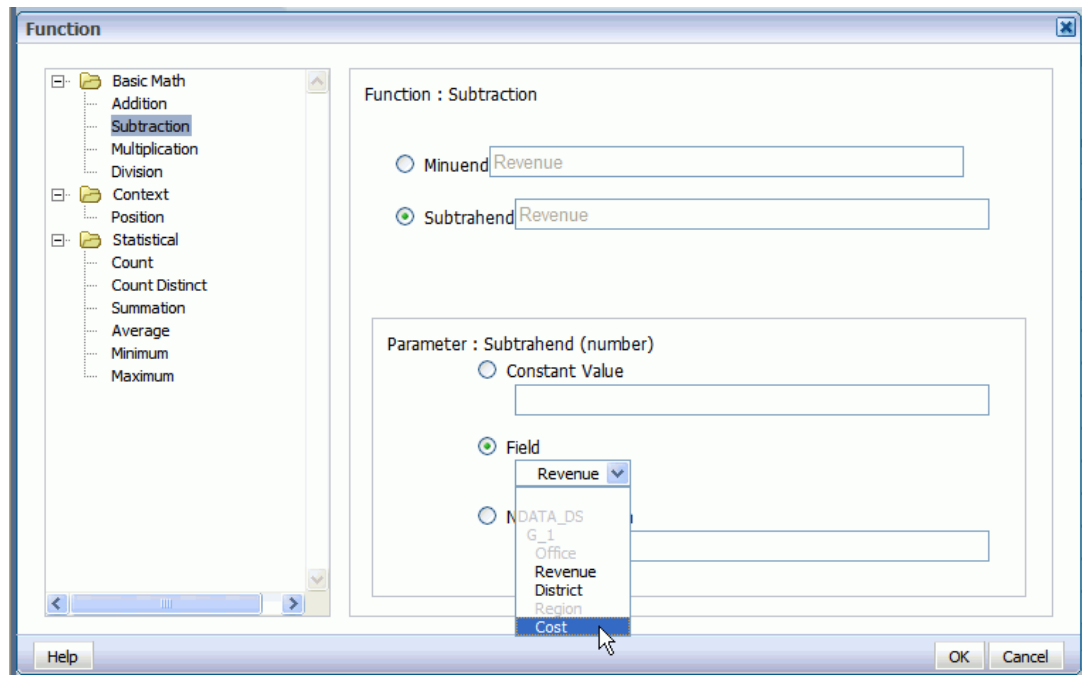 Function
Basic Math
Addition
Subtraction
Multiplication
Division
Context
Position
Statistical
Count
Count Distinct
Summation
Average
Minimum
Maximum
Function : Subtraction
Minuend Revenue
Subtrahend Revenue
Parameter : Subtrahend (number)
Constant Value
Field
Revenue
DATA_DS
G_1
Office
Revenue
District
Region
Cost
Help
OK Cancel